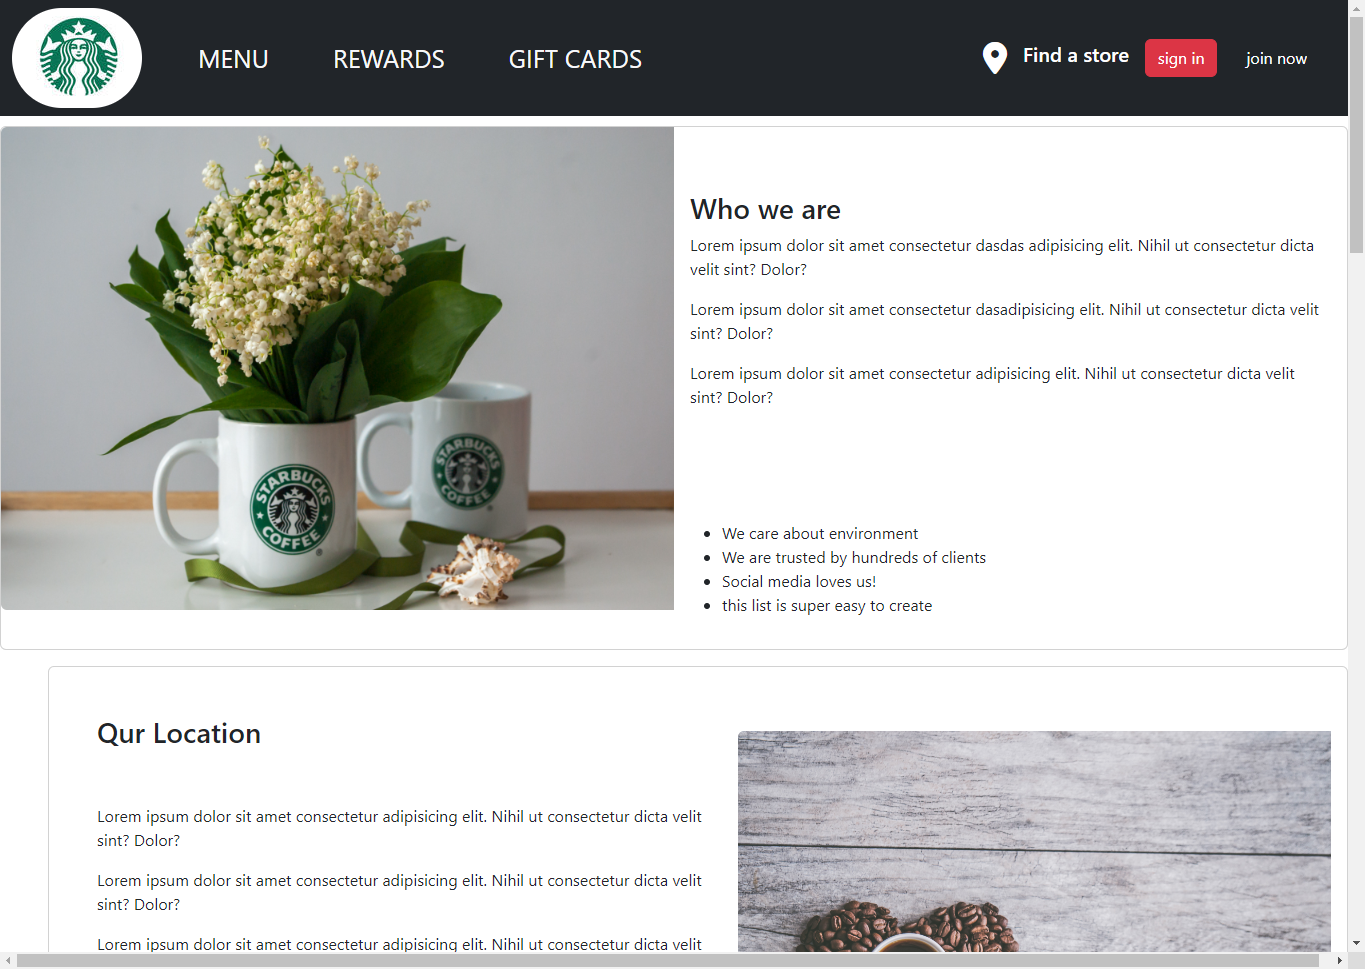 MENU REWARDS GIFT CARDS Find a store sign in join now
Who we are
Lorem ipsum dolor sit amet consectetur dasdas adipisicing elit. Nihil ut consectetur dicta
velit sint? Dolor?
Lorem ipsum dolor sit amet consectetur dasadipisicing elit. Nihil ut consectetur dicta velit
sint? Dolor?
Lorem ipsum dolor sit amet consectetur adipisicing elit. Nihil ut consectetur dicta velit
sint? Dolor?
STARBUCKS
COFFEE
STARBUCKS
COFFEE
We care about environment
We are trusted by hundreds of clients
Social media loves us!
this list is super easy to create
Qur Location
Lorem ipsum dolor sit amet consectetur adipisicing elit. Nihil ut consectetur dicta velit
sint? Dolor?
Lorem ipsum dolor sit amet consectetur adipisicing elit. Nihil ut consectetur dicta velit
sint? Dolor?
Lorem ipsum dolor sit amet consectetur adipisicing elit. Nihil ut consectetur dicta velit